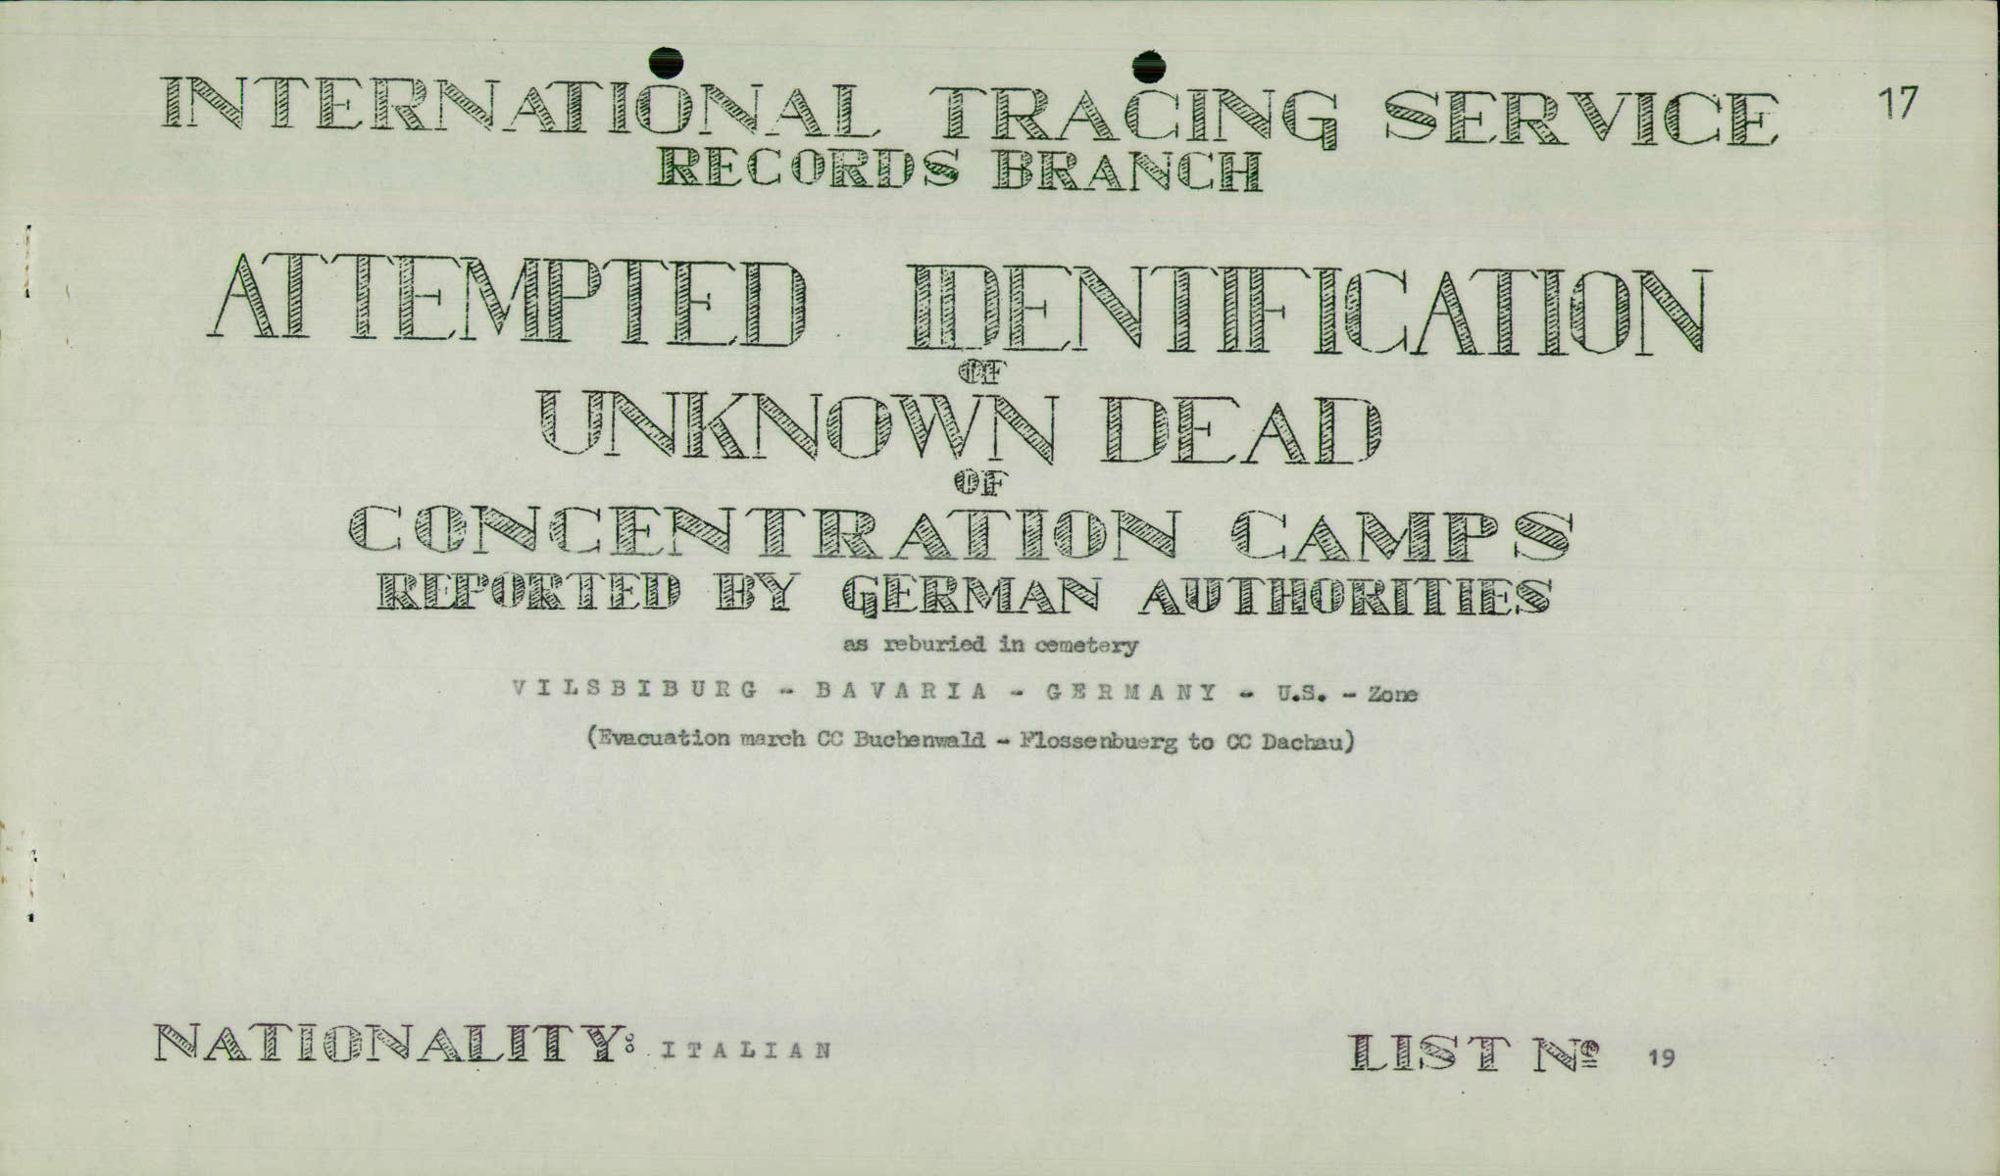 INTERNATIONAL TRACING SERVICE 17
RECORDS BRANCH
ATTEMPTED IDENTIFICATION
OF
UNKNOWN DEAD
OF
CONCENTRATION CAMPS
REPORTED BY GERMAN AUTHORITIES
as reburied in cemetery
VILSBIBURG - BAVARIA - GERMANY - U.S. - Zone
(Evacuation march CC Buchenwald - Flossenbuerg to CC Dachau)
NATIONALITY: ITALIAN LIST Nº 19